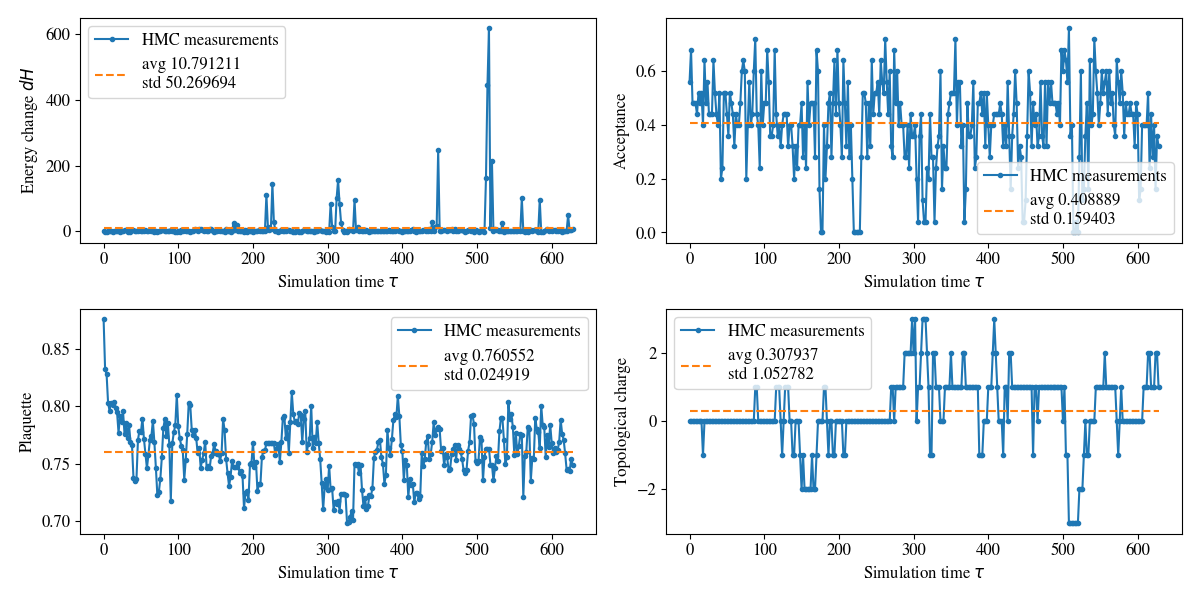 600
400
200
0
Energy change dH
HMC measurements
avg 10.791211
std 50.269694
0 100 200 300 400 500 600
Simulation time τ
0.6
0.4
0.2
0.0
Acceptance
HMC measurements
avg 0.408889
std 0.159403
0 100 200 300 400 500 600
Simulation time τ
0.85
0.80
0.75
0.70
Plaquette
HMC measurements
avg 0.760552
std 0.024919
0 100 200 300 400 500 600
Simulation time τ
2
0
−2
Topological charge
HMC measurements
avg 0.307937
std 1.052782
0 100 200 300 400 500 600
Simulation time τ